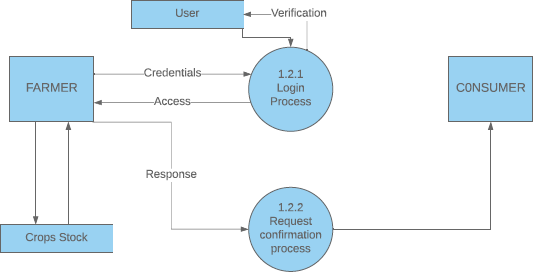 User
Verification
FARMER
Credentials
1.2.1
Login
Process
C0NSUMER
Access
Response
1.2.2
Request
confirmation
process
Crops Stock